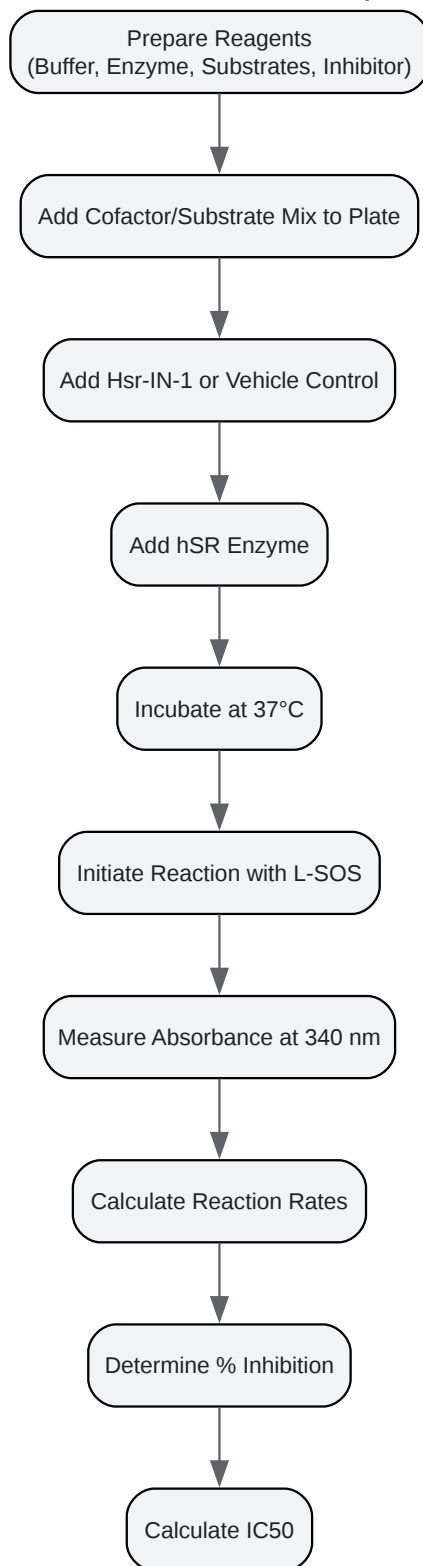 Prepare Reagents
(Buffer, Enzyme, Substrates, Inhibitor)
Add Cofactor/Substrate Mix to Plate
Add Hsr-IN-1 or Vehicle Control
Add hSR Enzyme
Incubate at 37°C
Initiate Reaction with L-SOS
Measure Absorbance at 340 nm
Calculate Reaction Rates
Determine % Inhibition
Calculate IC50